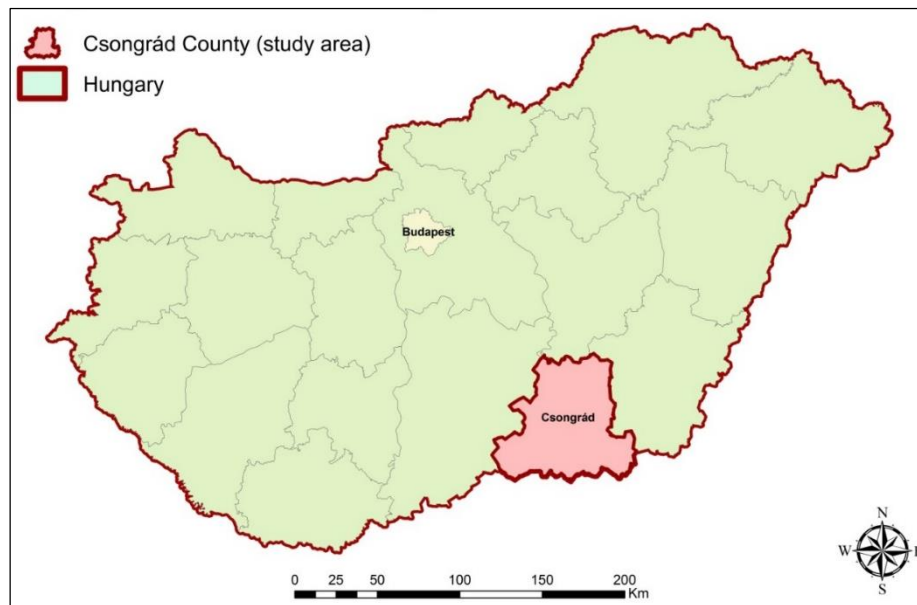 Csongrád County (study area)
Hungary
Budapest
Csongrád
N
W E
S
0 25 50 100 150 200
Km